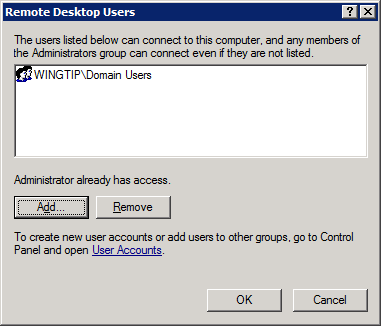 Remote Desktop Users
The users listed below can connect to this computer, and any members of
the Administrators group can connect even if they are not listed.
WINGTIP\Domain Users
Administrator already has access.
Add...
Remove
To create new user accounts or add users to other groups, go to Control
Panel and open User Accounts.
OK
Cancel